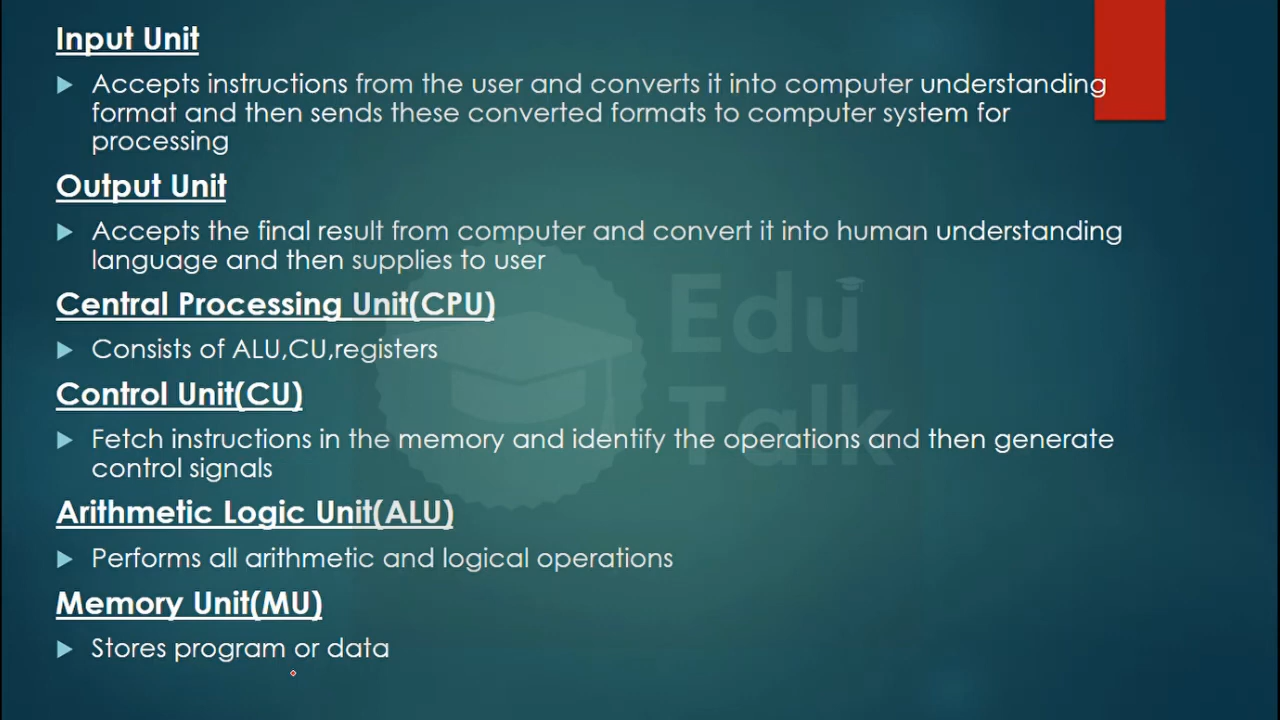 Input Unit
Accepts instructions from the user and converts it into computer understanding
format and then sends these converted formats to computer system for
processing
Output Unit
Accepts the final result from computer and convert it into human understanding
language and then supplies to user
Central Processing Unit(CPU)
Consists of ALU,CU,registers
Control Unit(CU)
Fetch instructions in the memory and identify the operations and then generate
control signals
Arithmetic Logic Unit(ALU)
Performs all arithmetic and logical operations
Memory Unit(MU)
Stores program or data
Edu
Talk